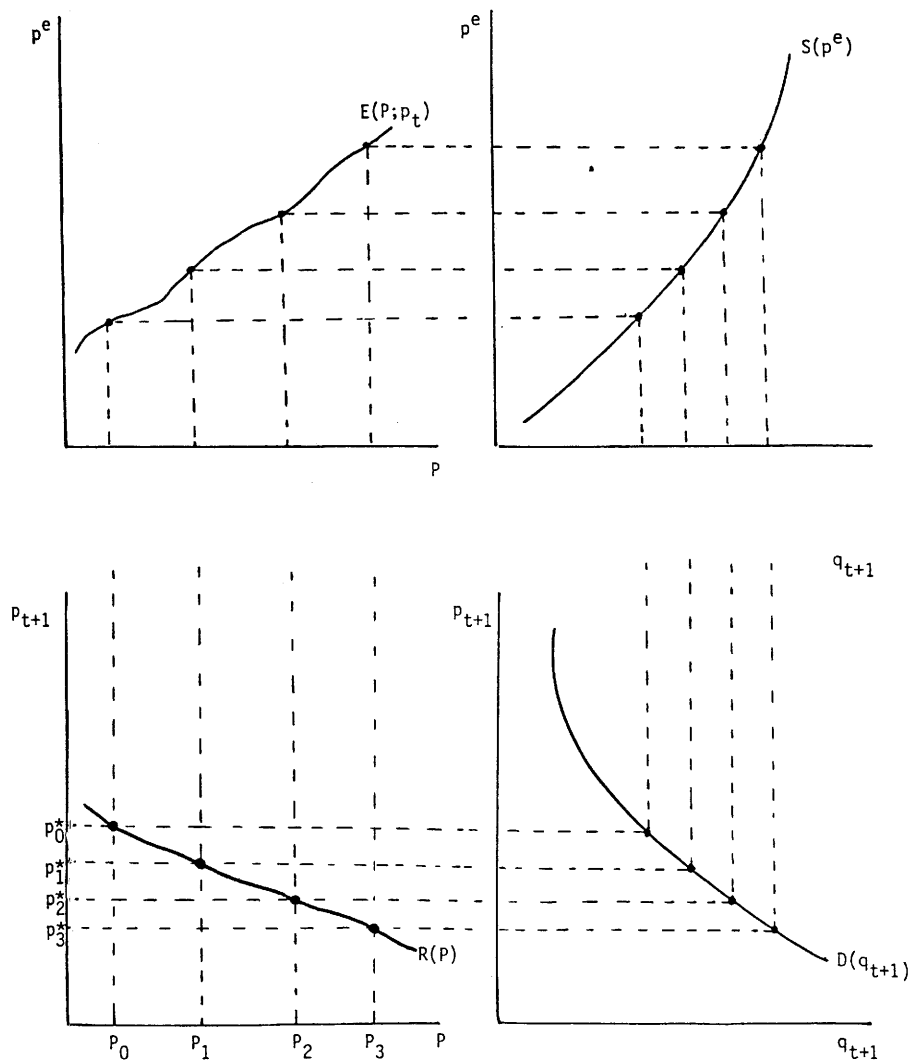 p^e
E(P;p_t)
P
p^e
S(p^e)
q_{t+1}
p_{t+1}
p*_0
p*_1
p*_2
p*_3
R(P)
P_0 P_1 P_2 P_3 P
p_{t+1}
D(q_{t+1})
q_{t+1}